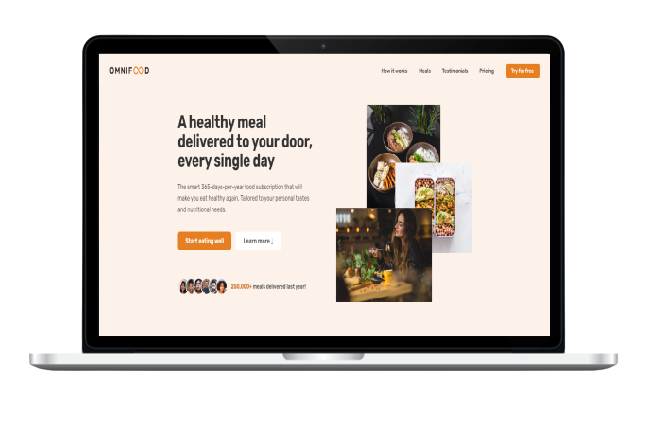 OMNIFOOD
How it works Meals Testimonials Pricing Try for free
A healthy meal
delivered to your door,
every single day
The smart 365-days-per-year food subscription that will
make you eat healthy again. Tailored to your personal tastes
and nutritional needs.
Start eating well Learn more ↓
250,000+ meals delivered last year!